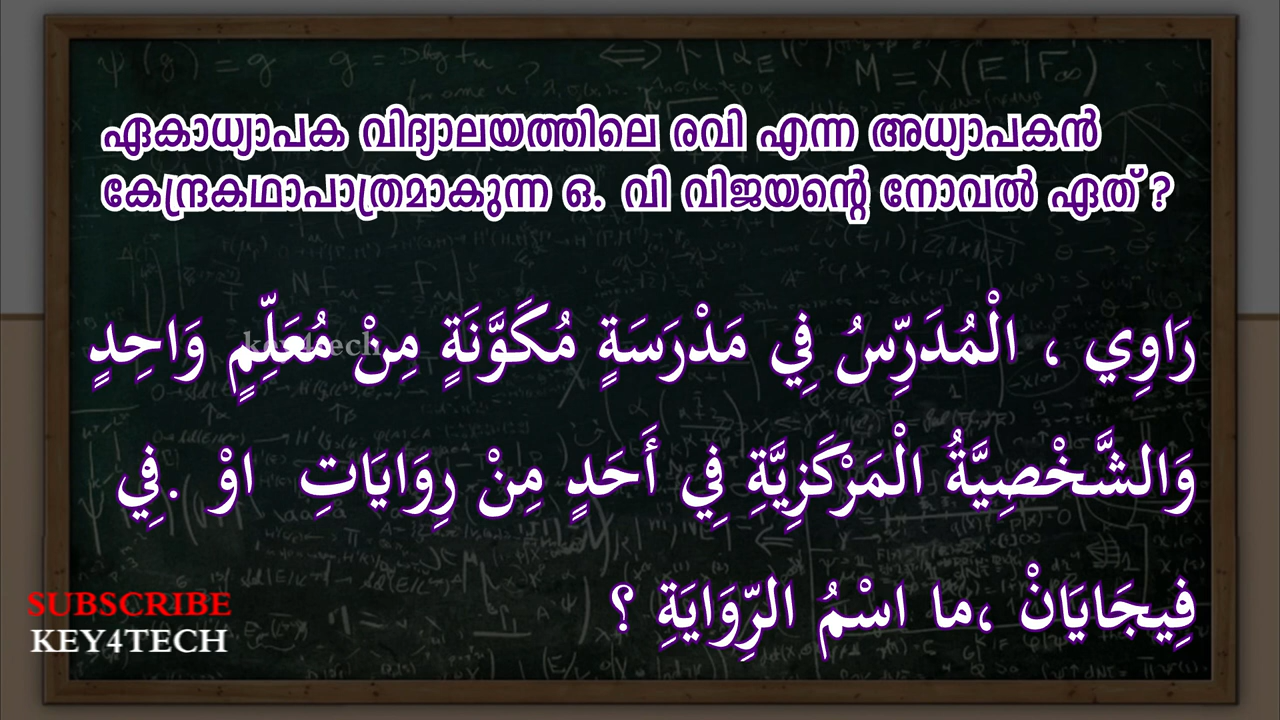 ഏകാധ്യാപക വിദ്യാലയത്തിലെ രവി എന്ന അധ്യാപകൻ
കേന്ദ്രകഥാപാത്രമാകുന്ന ഒ. വി വിജയന്റെ നോവൽ ഏത് ?
رَاوِي ، الْمُدَرِّسُ فِي مَدْرَسَةٍ مُكَوَّنَةٍ مِنْ مُعَلِّمٍ وَاحِدٍ
key4tech
وَالشَّخْصِيَّةُ الْمَرْكَزِيَّةِ فِي أَحَدٍ مِنْ رِوَايَاتِ اوْ .فِي
فِيجَايَانْ ،ما اسْمُ الرِّوَايَةِ ؟
SUBSCRIBE
KEY4TECH